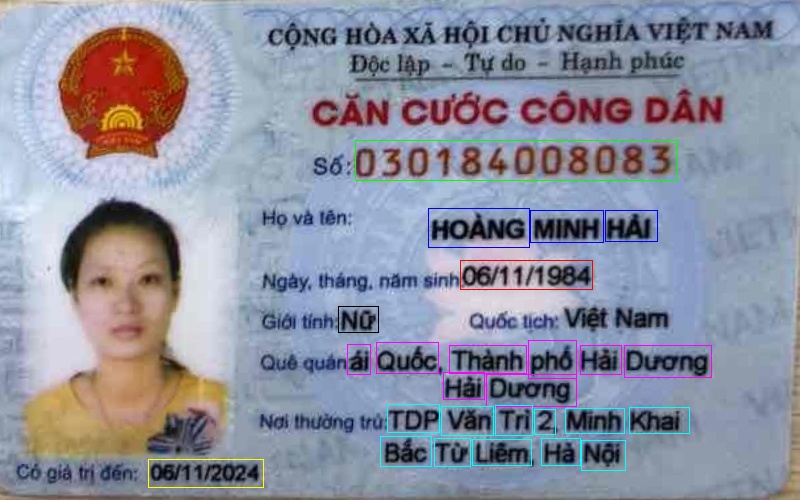 CỘNG HÒA XÃ HỘI CHỦ NGHĨA VIỆT NAM
Độc lập - Tự do - Hạnh phúc
CĂN CƯỚC CÔNG DÂN
Số: 030184008083
Họ và tên: HOÀNG MINH HẢI
Ngày, tháng, năm sinh: 06/11/1984
Giới tính: Nữ Quốc tịch: Việt Nam
Quê quán: ái Quốc, Thành phố Hải Dương
Hải Dương
Nơi thường trú: TDP Văn Trì 2, Minh Khai
Bắc Từ Liêm, Hà Nội
Có giá trị đến: 06/11/2024